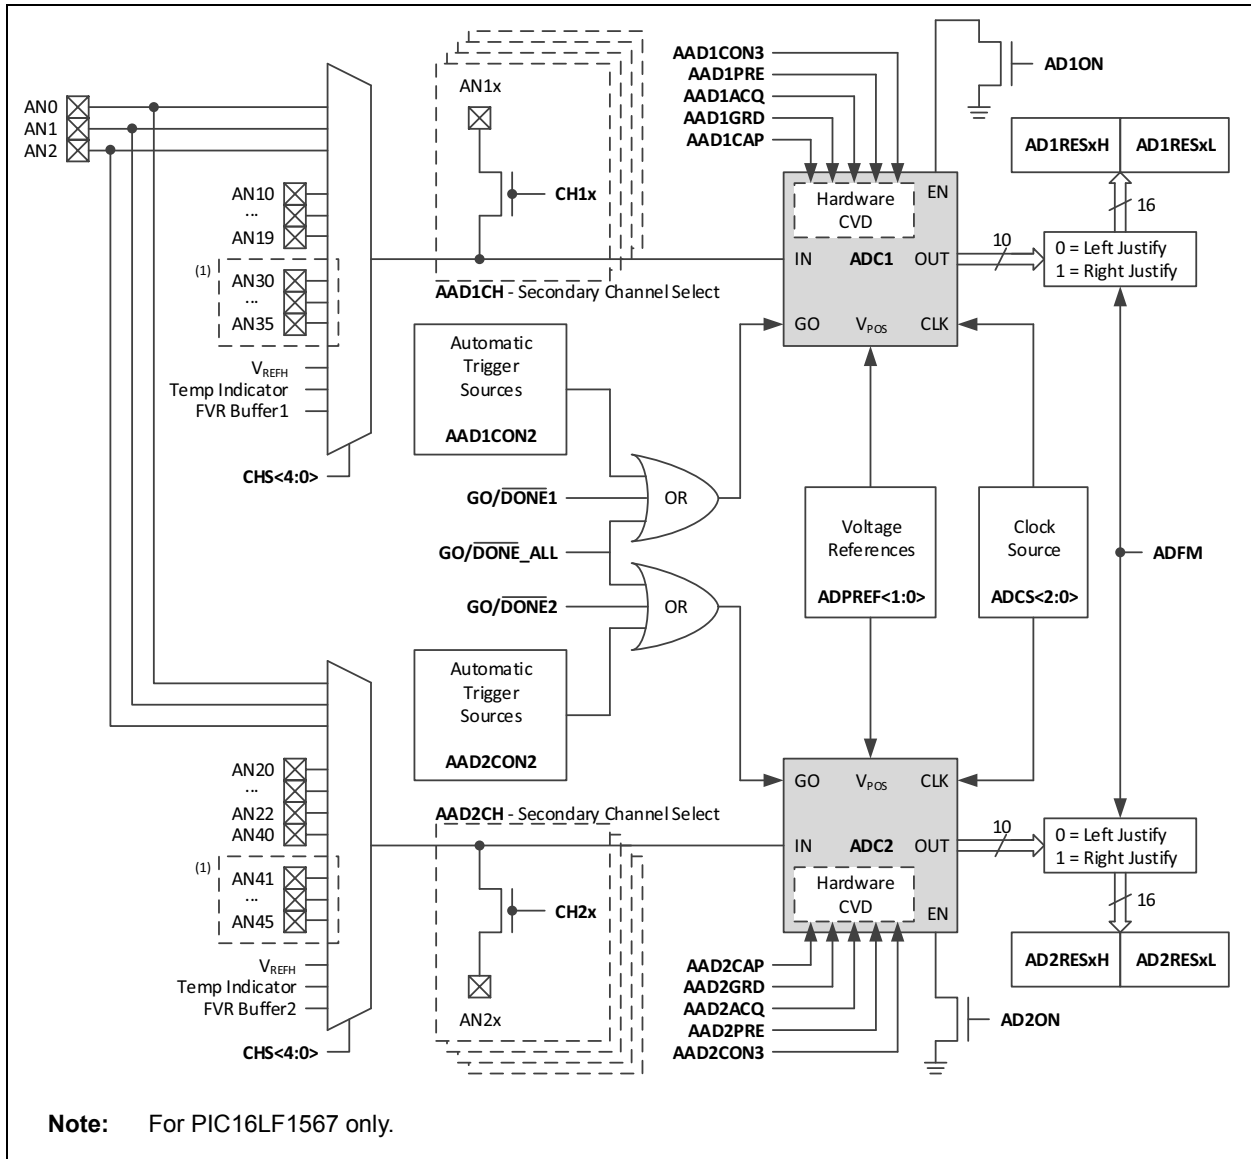 AN0
AN1
AN2
AN10
...
AN19
(1)
AN30
...
AN35
VREFH
Temp Indicator
FVR Buffer1
CHS<4:0>
AN1x
CH1x
AAD1CH - Secondary Channel Select
AAD1CON3
AAD1PRE
AAD1ACQ
AAD1GRD
AAD1CAP
AD1ON
Hardware
CVD
EN
IN
ADC1
OUT
GO
VPOS
CLK
10
AD1RESxH
AD1RESxL
16
0 = Left Justify
1 = Right Justify
Automatic
Trigger
Sources
AAD1CON2
GO/DONE1
OR
GO/DONE_ALL
GO/DONE2
OR
Voltage
References
ADPREF<1:0>
Clock
Source
ADCS<2:0>
ADFM
Automatic
Trigger
Sources
AAD2CON2
AN20
...
AN22
AN40
(1)
AN41
...
AN45
VREFH
Temp Indicator
FVR Buffer2
CHS<4:0>
AAD2CH - Secondary Channel Select
CH2x
AN2x
GO
VPOS
CLK
IN
ADC2
OUT
Hardware
CVD
EN
10
0 = Left Justify
1 = Right Justify
16
AD2RESxH
AD2RESxL
AAD2CAP
AAD2GRD
AAD2ACQ
AAD2PRE
AAD2CON3
AD2ON
Note: For PIC16LF1567 only.